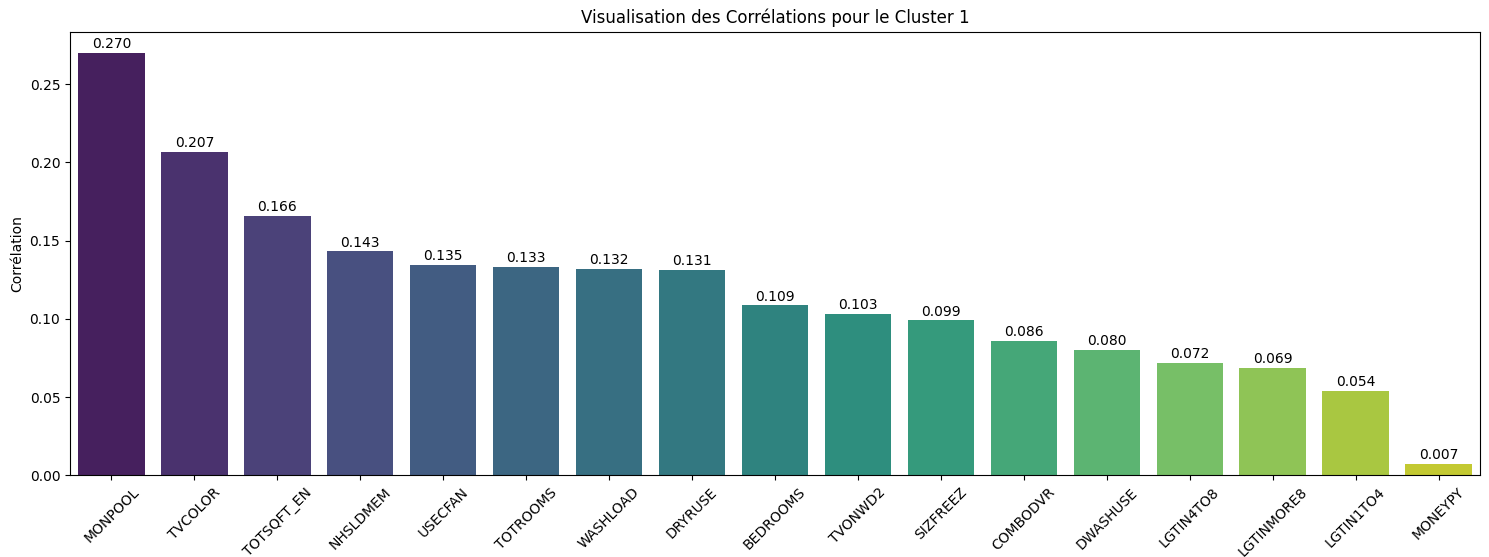 Visualisation des Corrélations pour le Cluster 1
Corrélation
0.25
0.20
0.15
0.10
0.05
0.00
0.270
0.207
0.166
0.143
0.135
0.133
0.132
0.131
0.109
0.103
0.099
0.086
0.080
0.072
0.069
0.054
0.007
MONPOOL
TVCOLOR
TOTSQFT_EN
NHSLDMEM
USECFAN
TOTROOMS
WASHLOAD
DRYRUSE
BEDROOMS
TVONWD2
SIZFREEZ
COMBODVR
DWASHUSE
LGTIN4TO8
LGTINMORE8
LGTIN1TO4
MONEYPY